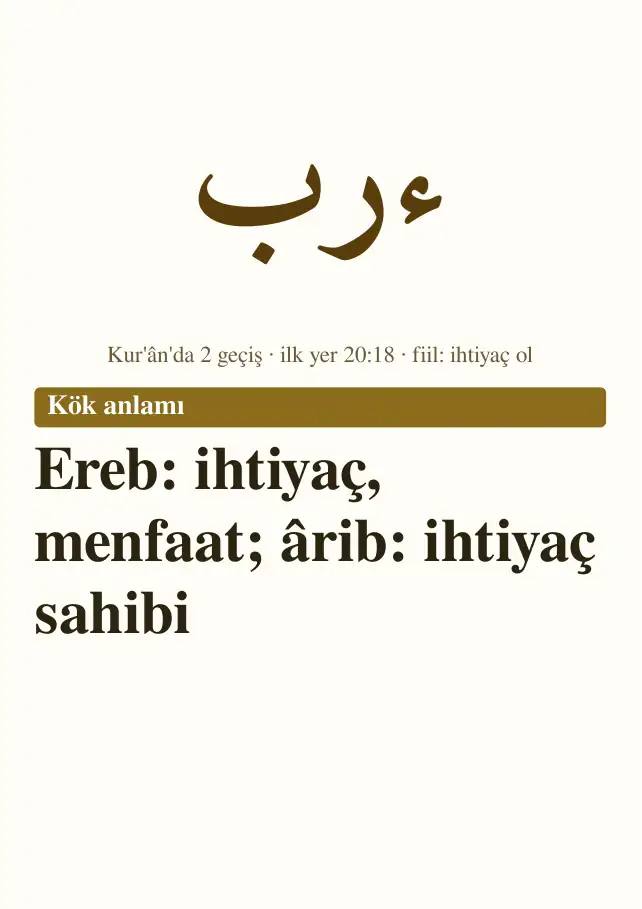 ءرب
Kur'ân'da 2 geçiş · ilk yer 20:18 · fiil: ihtiyaç ol
Kök anlamı
Ereb: ihtiyaç,
menfaat; ârib: ihtiyaç
sahibi